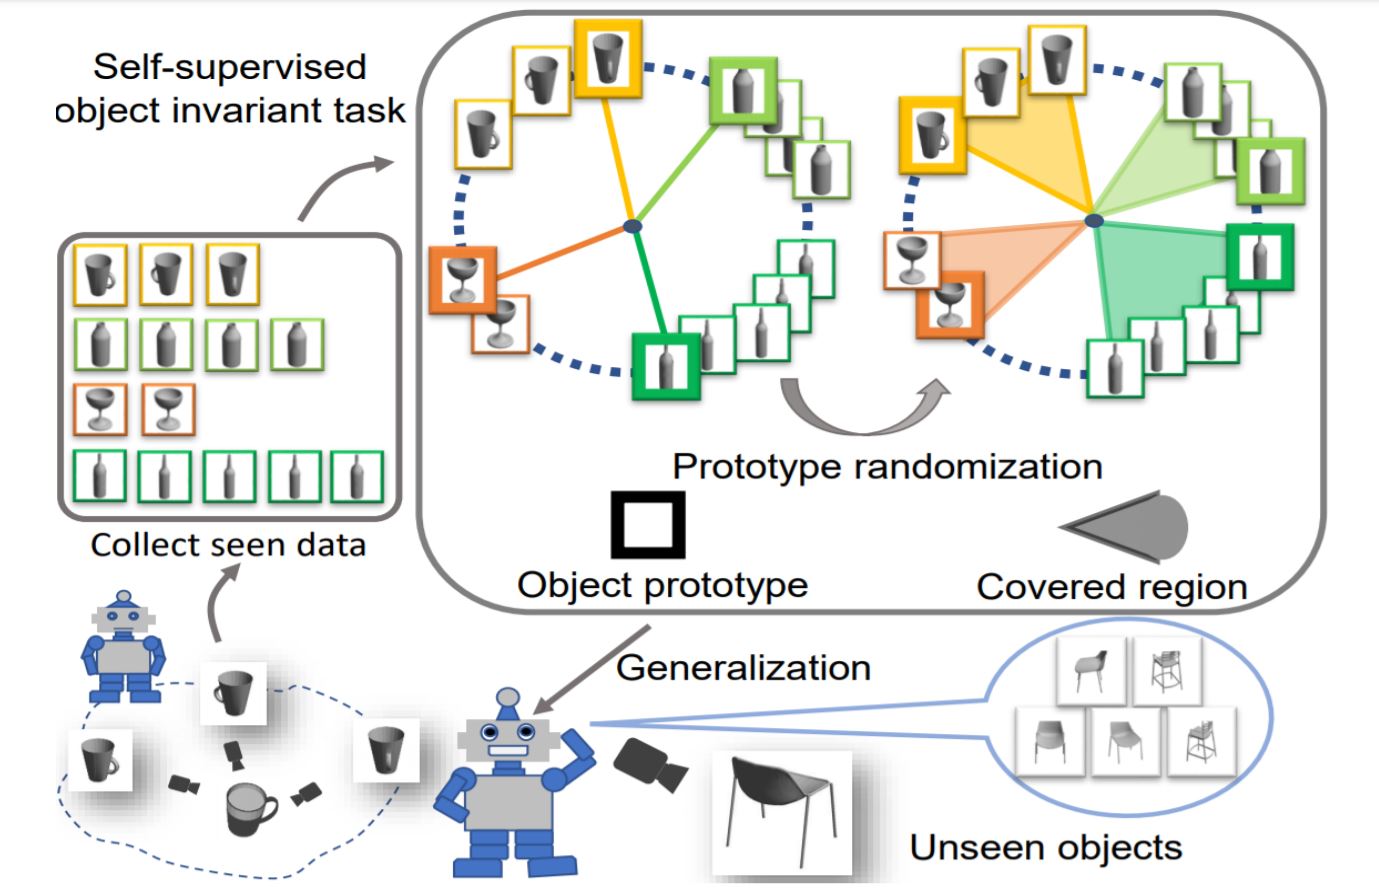 Self-supervised
object invariant task
Prototype randomization
Object prototype
Covered region
Collect seen data
Generalization
Unseen objects